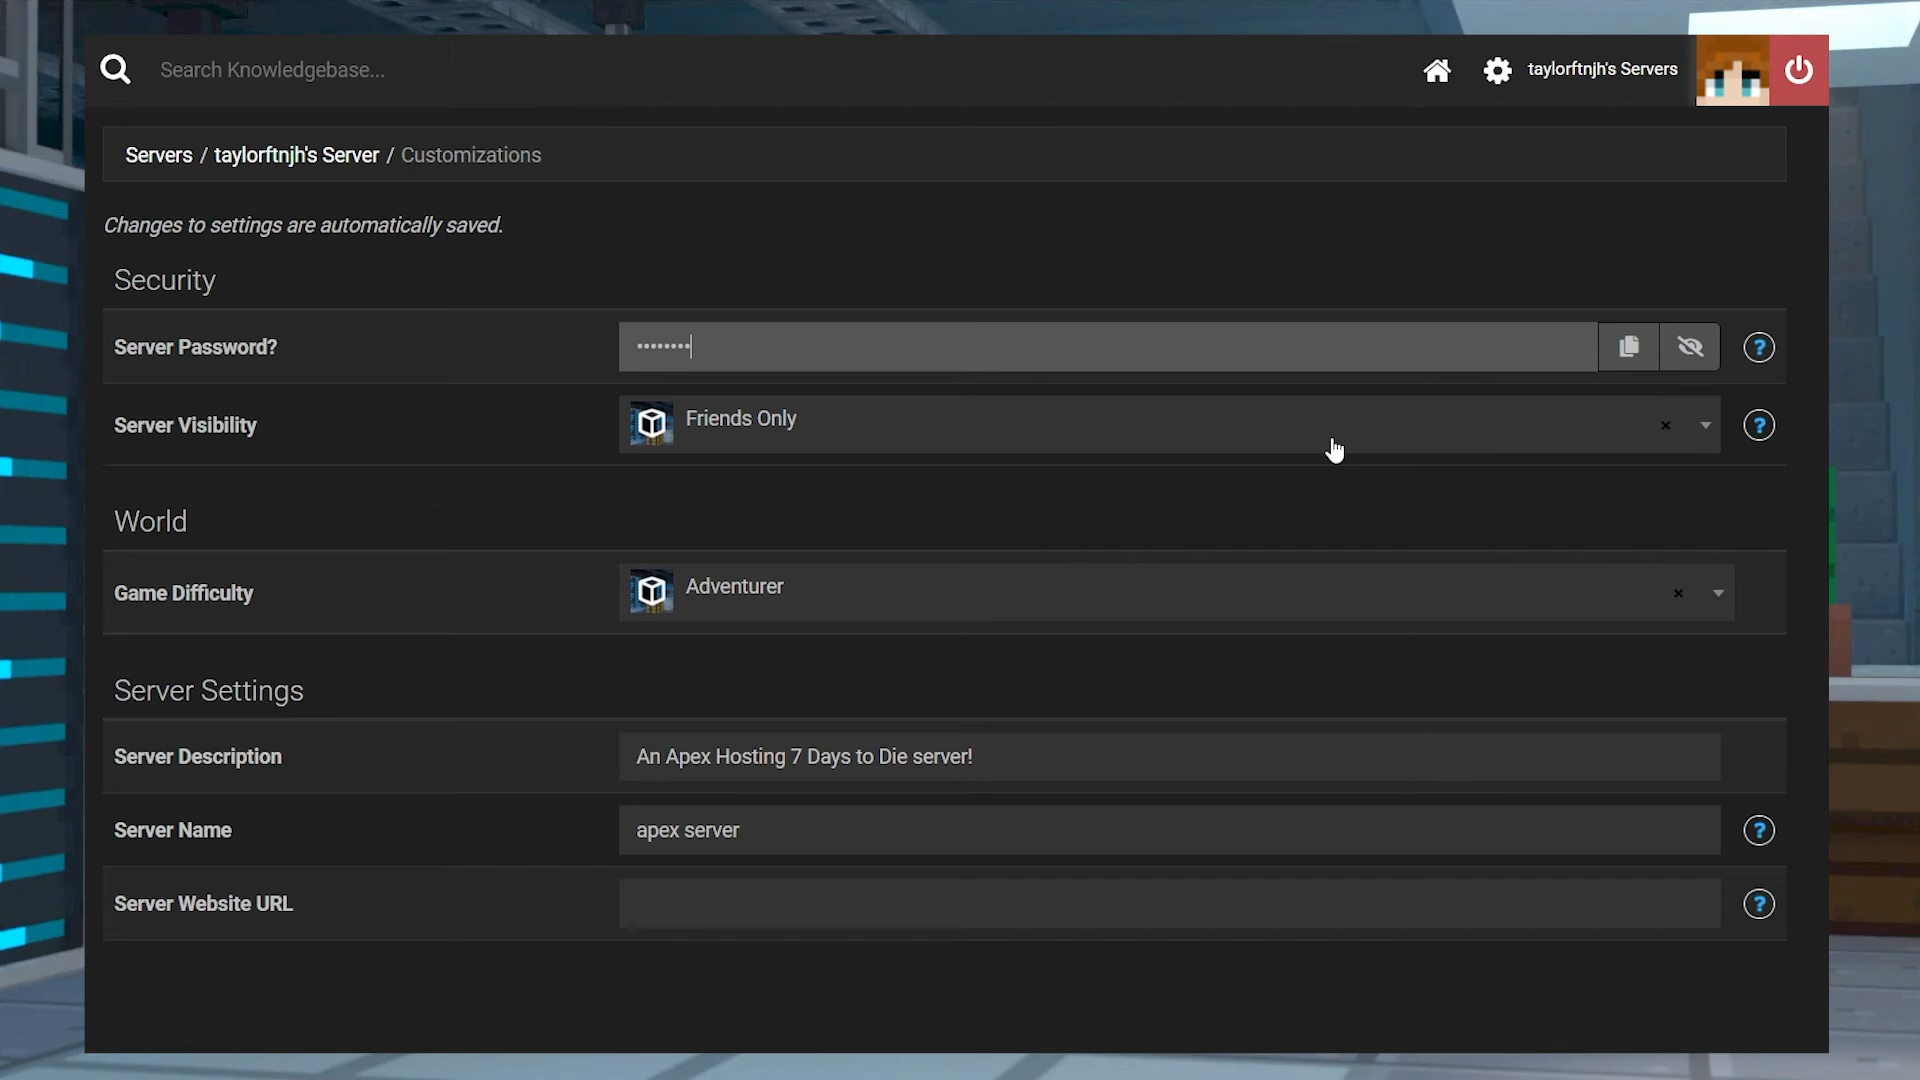 Search Knowledgebase...
taylorftnjh's Servers
Servers / taylorftnjh's Server / Customizations
Changes to settings are automatically saved.
Security
Server Password?
••••••••
?
Server Visibility
Friends Only
×
?
World
Game Difficulty
Adventurer
×
Server Settings
Server Description
An Apex Hosting 7 Days to Die server!
Server Name
apex server
?
Server Website URL
?